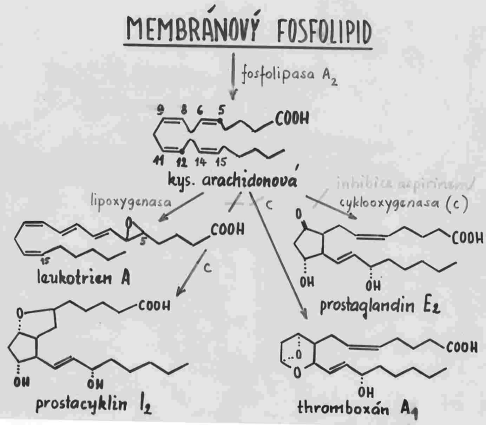 MEMBRÁNOVÝ FOSFOLIPID
fosfolipasa A2
9 8 6 5
COOH
11 12 14 15
kys. arachidonová
inhibice aspirinem
lipoxygenasa
c
cyklooxygenasa (c)
O
5
COOH
15
leukotrien A
c
O
COOH
OH
OH
prostaglandin E2
O
COOH
OH
OH
prostacyklin I2
O
O
COOH
OH
thromboxán A1